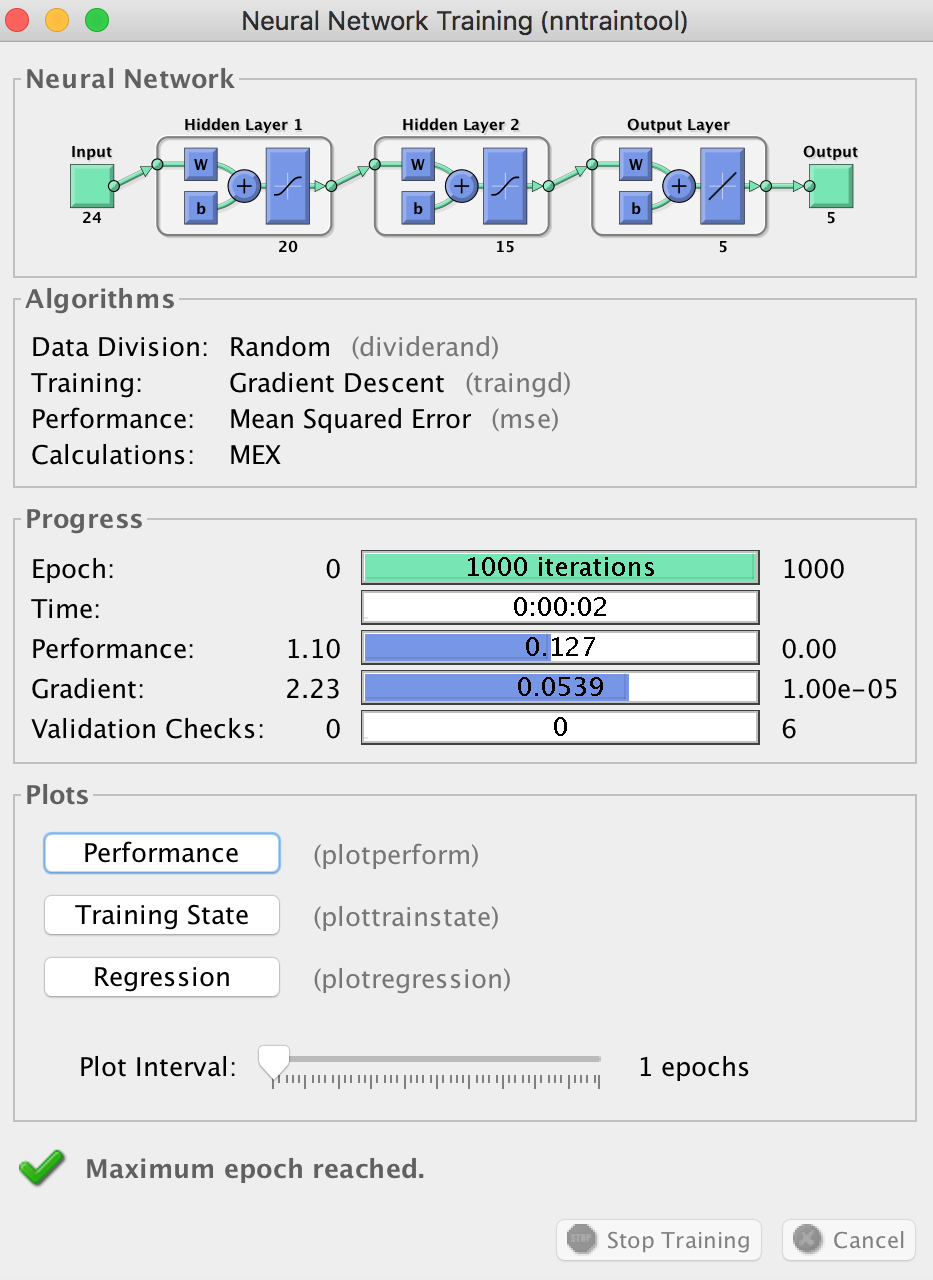 Neural Network Training (nntraintool)
Neural Network
Hidden Layer 1 Hidden Layer 2 Output Layer
Input Output
W W W
b b b
24 5
20 15 5
Algorithms
Data Division: Random (dividerand)
Training: Gradient Descent (traingd)
Performance: Mean Squared Error (mse)
Calculations: MEX
Progress
Epoch: 0 1000 iterations 1000
Time: 0:00:02
Performance: 1.10 0.127 0.00
Gradient: 2.23 0.0539 1.00e-05
Validation Checks: 0 0 6
Plots
Performance (plotperform)
Training State (plottrainstate)
Regression (plotregression)
Plot Interval: 1 epochs
Maximum epoch reached.
STOP Stop Training Cancel